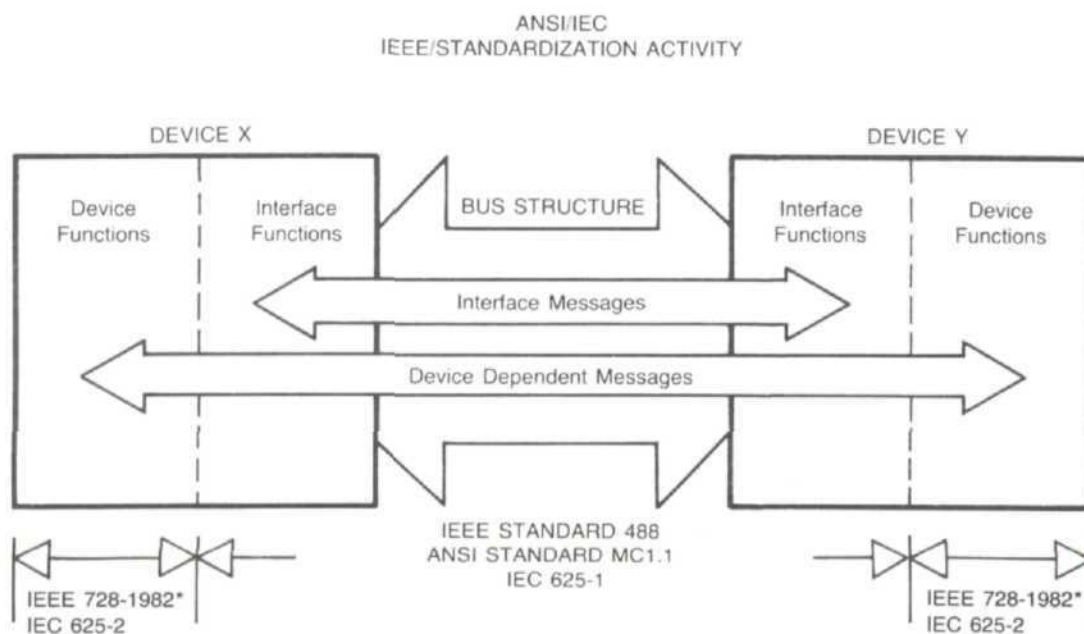 ANSI/IEC
IEEE/STANDARDIZATION ACTIVITY
DEVICE X
DEVICE Y
Device
Functions
Interface
Functions
BUS STRUCTURE
Interface
Functions
Device
Functions
Interface Messages
Device Dependent Messages
IEEE STANDARD 488
ANSI STANDARD MC1.1
IEC 625-1
IEEE 728-1982*
IEC 625-2
IEEE 728-1982*
IEC 625-2